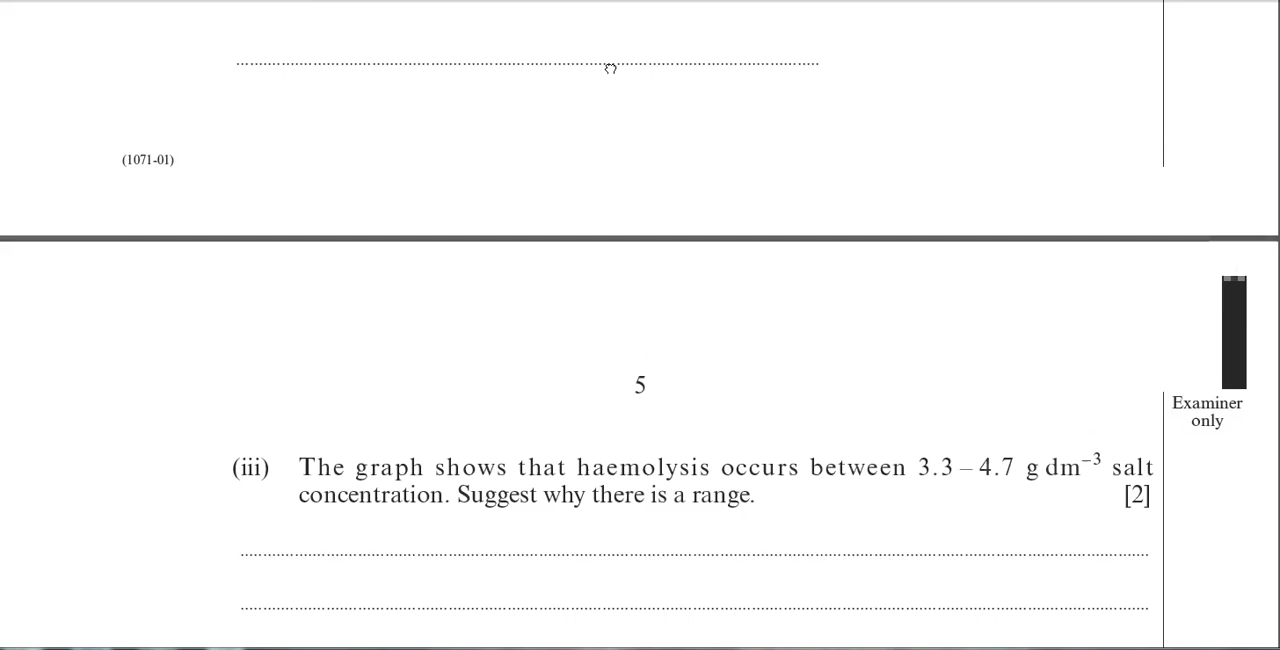 (1071-01)
5
Examiner
only
(iii) The graph shows that haemolysis occurs between 3.3 – 4.7 g dm⁻³ salt
concentration. Suggest why there is a range. [2]